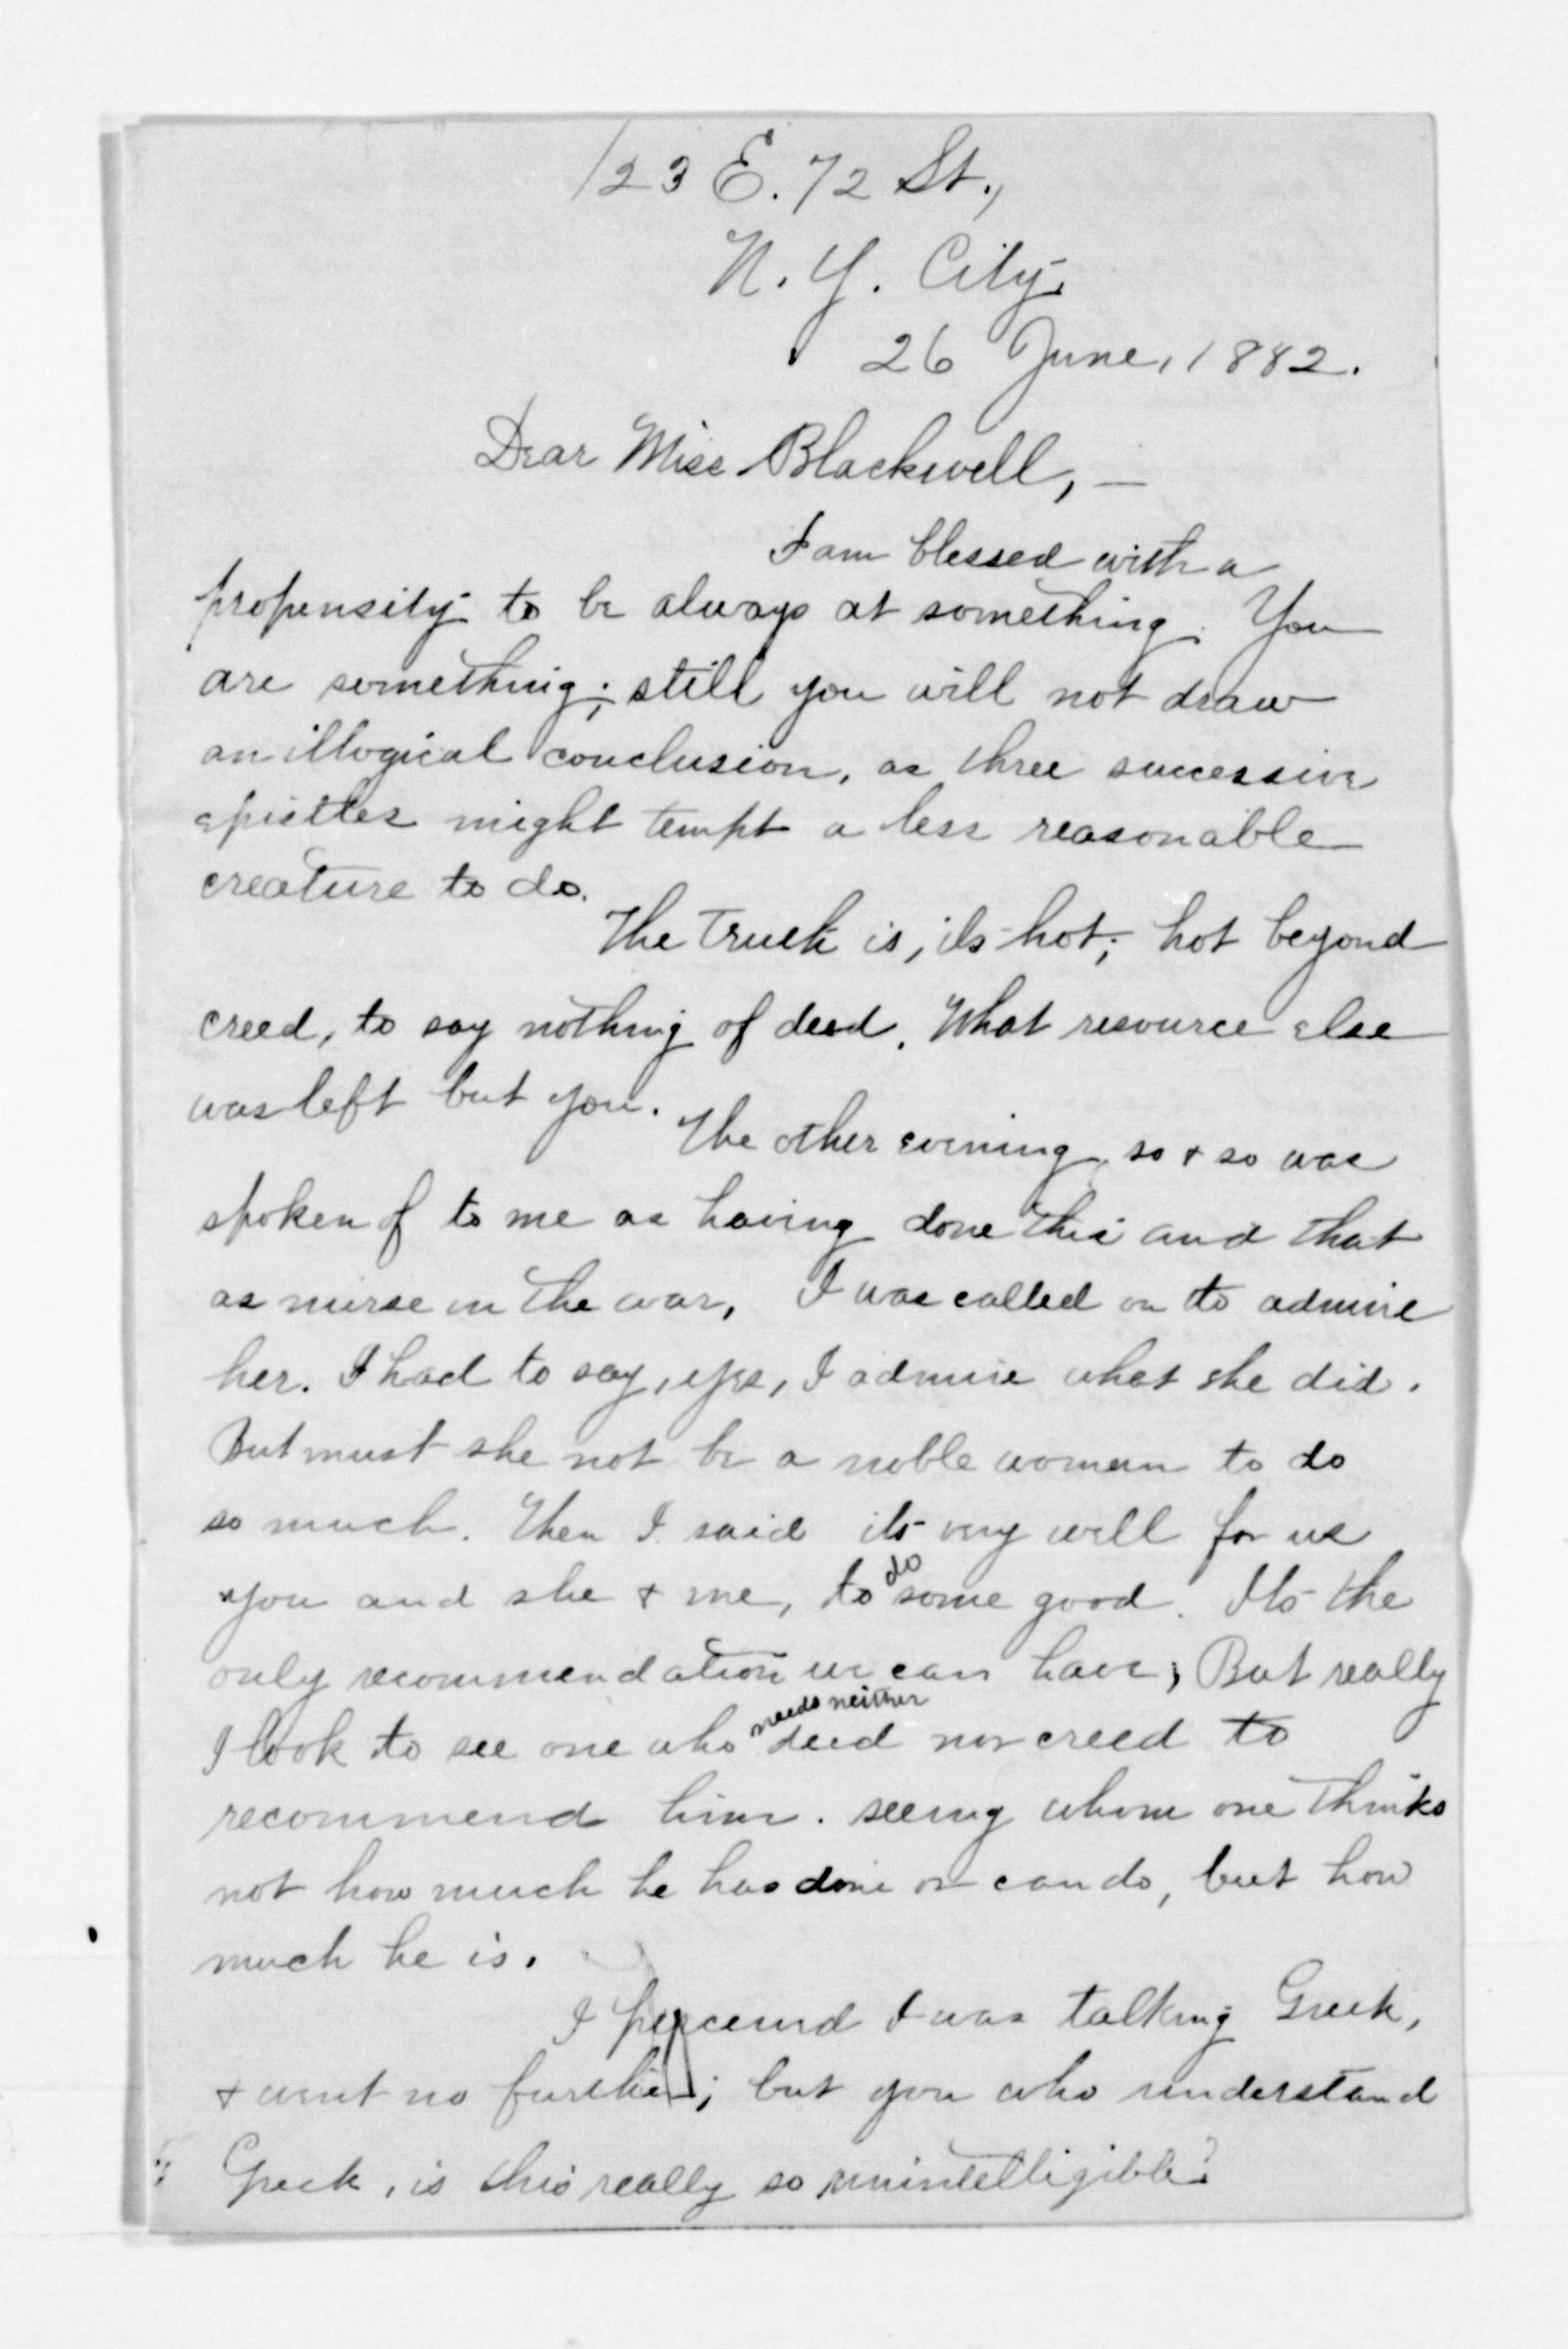 123 E. 72 St.,
N. Y. City.
26 June, 1882.
Dear Miss Blackwell, —
I am blessed with a
propensity to be always at something. You
are something; still you will not draw
an illogical conclusion, as three successive
epistles might tempt a less reasonable
creature to do.
The truth is, its hot; hot beyond
creed, to say nothing of deed. What resource else
was left but you.
The other evening so + so was
spoken of to me as having done this and that
as nurse in the war, I was called on to admire
her. I had to say, yes, I admire what she did.
But must she not be a noble woman to do
so much. Then I said its very well for us
you and she + me, to do some good. Its the
only recommendation we can have; But really
I look to see one who needs neither deed nor creed to
recommend him. seeing whom one thinks
not how much he has done or can do, but how
much he is.
I perceived I was talking Greek,
+ went no further; but you who understand
Greek, is this really so unintelligible?